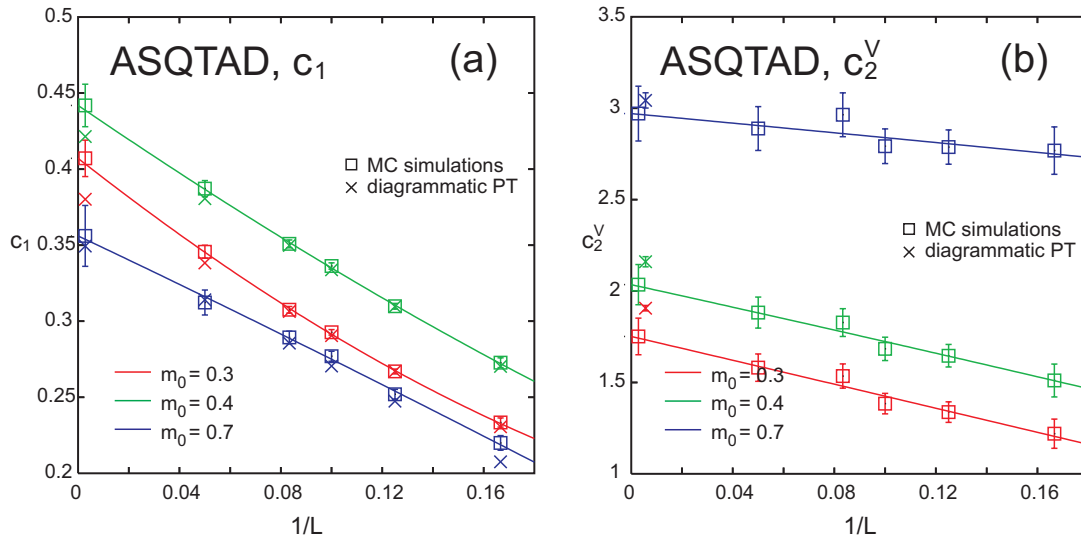 ASQTAD, c1 (a)
0.5
0.45
0.4
c1 0.35
0.3
0.25
0.2
MC simulations
diagrammatic PT
m0 = 0.3
m0 = 0.4
m0 = 0.7
0 0.04 0.08 0.12 0.16
1/L
ASQTAD, c2V (b)
3.5
3
2.5
c2V
2
1.5
1
MC simulations
diagrammatic PT
m0 = 0.3
m0 = 0.4
m0 = 0.7
0 0.04 0.08 0.12 0.16
1/L